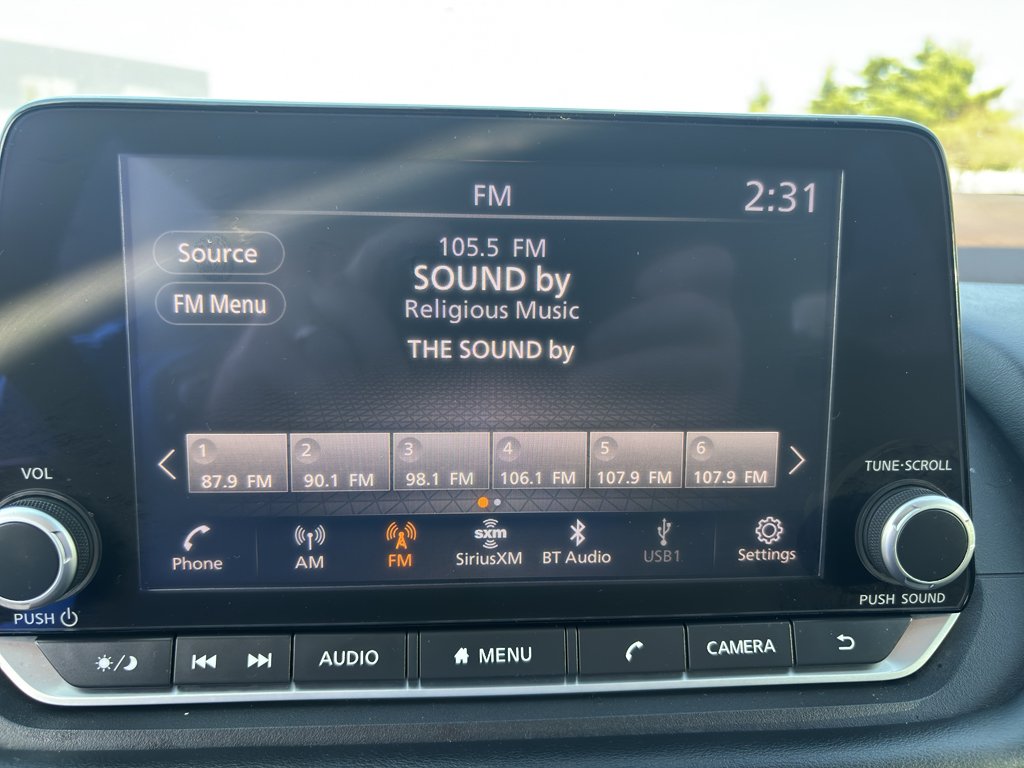 FM
2:31
Source
FM Menu
105.5 FM
SOUND by
Religious Music
THE SOUND by
1
87.9 FM
2
90.1 FM
3
98.1 FM
4
106.1 FM
5
107.9 FM
6
107.9 FM
VOL
PUSH
TUNE·SCROLL
PUSH SOUND
Phone
AM
FM
sxm
SiriusXM
BT Audio
USB1
Settings
AUDIO
MENU
CAMERA